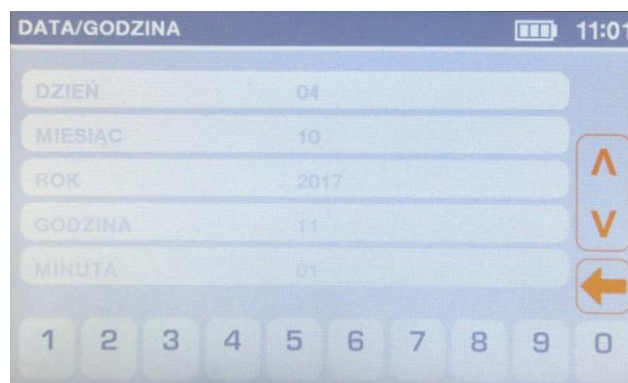 DATA/GODZINA 11:01
DZIEŃ 04
MIESIĄC 10
ROK 2017
GODZINA 11
MINUTA 01
1 2 3 4 5 6 7 8 9 0